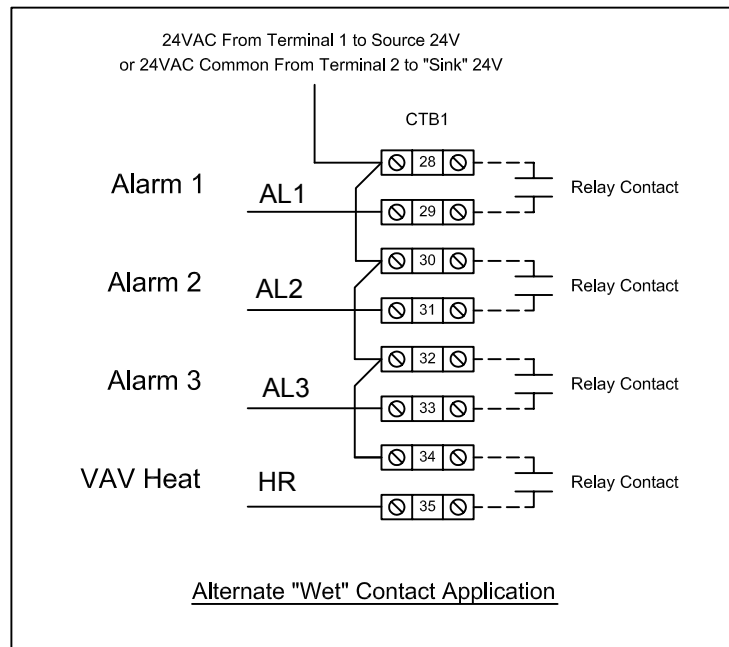 24VAC From Terminal 1 to Source 24V
or 24VAC Common From Terminal 2 to "Sink" 24V
CTB1
28
Alarm 1
AL1
Relay Contact
29
30
Alarm 2
AL2
Relay Contact
31
32
Alarm 3
AL3
Relay Contact
33
34
VAV Heat
HR
Relay Contact
35
Alternate "Wet" Contact Application